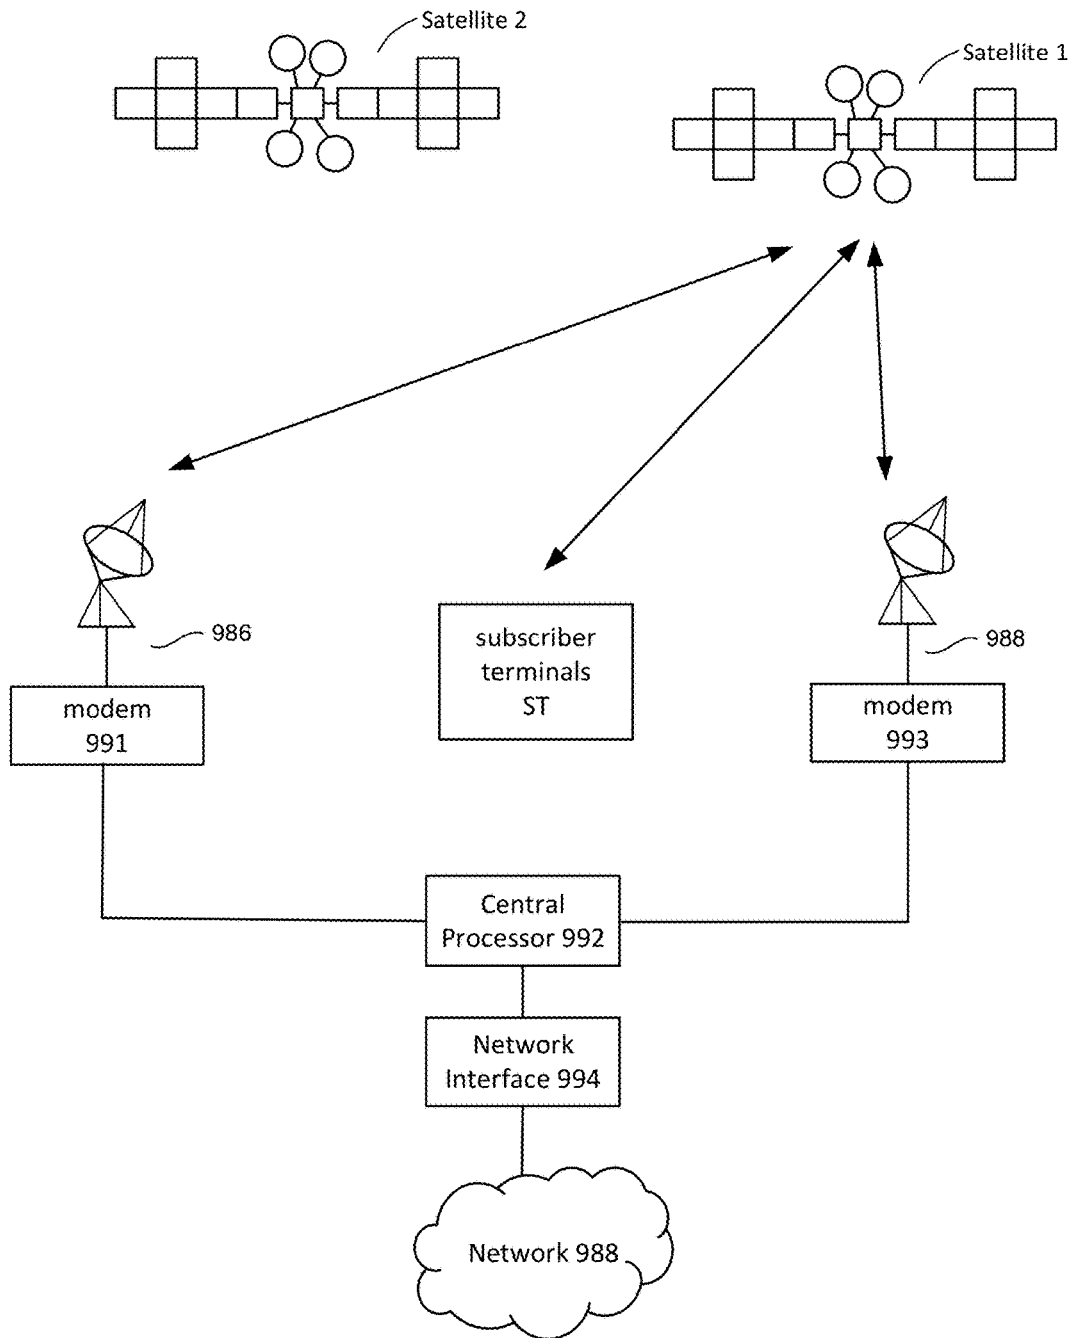 Satellite 2
Satellite 1
986
988
subscriber
terminals
ST
modem
991
modem
993
Central
Processor 992
Network
Interface 994
Network 988